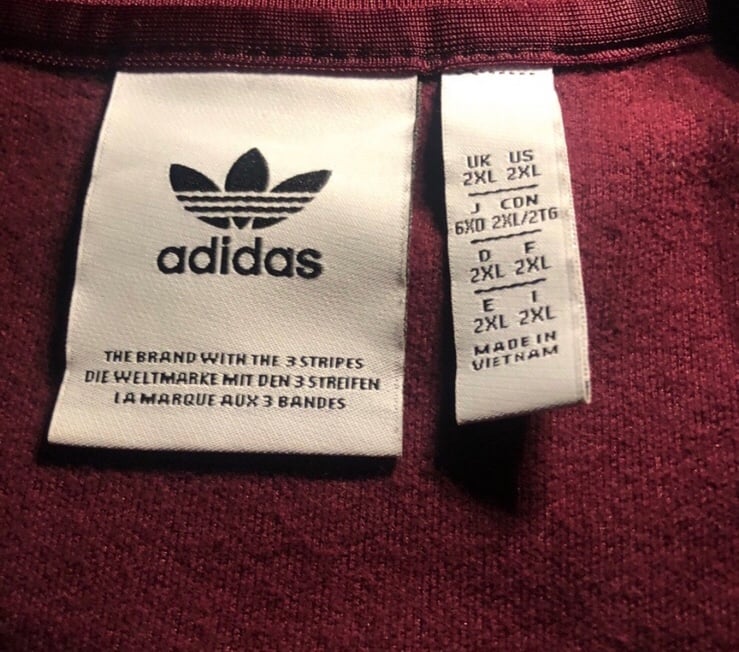 adidas
THE BRAND WITH THE 3 STRIPES
DIE WELTMARKE MIT DEN 3 STREIFEN
LA MARQUE AUX 3 BANDES
UK US
2XL 2XL
J CDN
6XO 2XL/2TG
D F
2XL 2XL
E I
2XL 2XL
MADE IN
VIETNAM